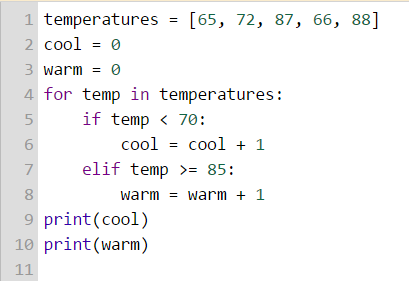 1 temperatures = [65, 72, 87, 66, 88]
2 cool = 0
3 warm = 0
4 for temp in temperatures:
5     if temp < 70:
6         cool = cool + 1
7     elif temp >= 85:
8         warm = warm + 1
9 print(cool)
10 print(warm)
11